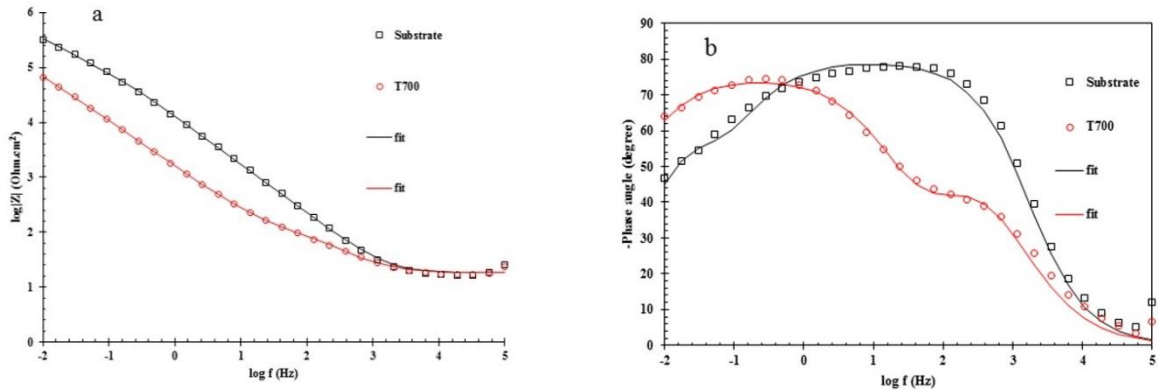 a
6
5
4
3
2
1
0
log|Z| (Ohm.cm²)
-2 -1 0 1 2 3 4 5
log f (Hz)
Substrate
T700
fit
fit
b
90
80
70
60
50
40
30
20
10
0
-Phase angle (degree)
-2 -1 0 1 2 3 4 5
log f (Hz)
Substrate
T700
fit
fit